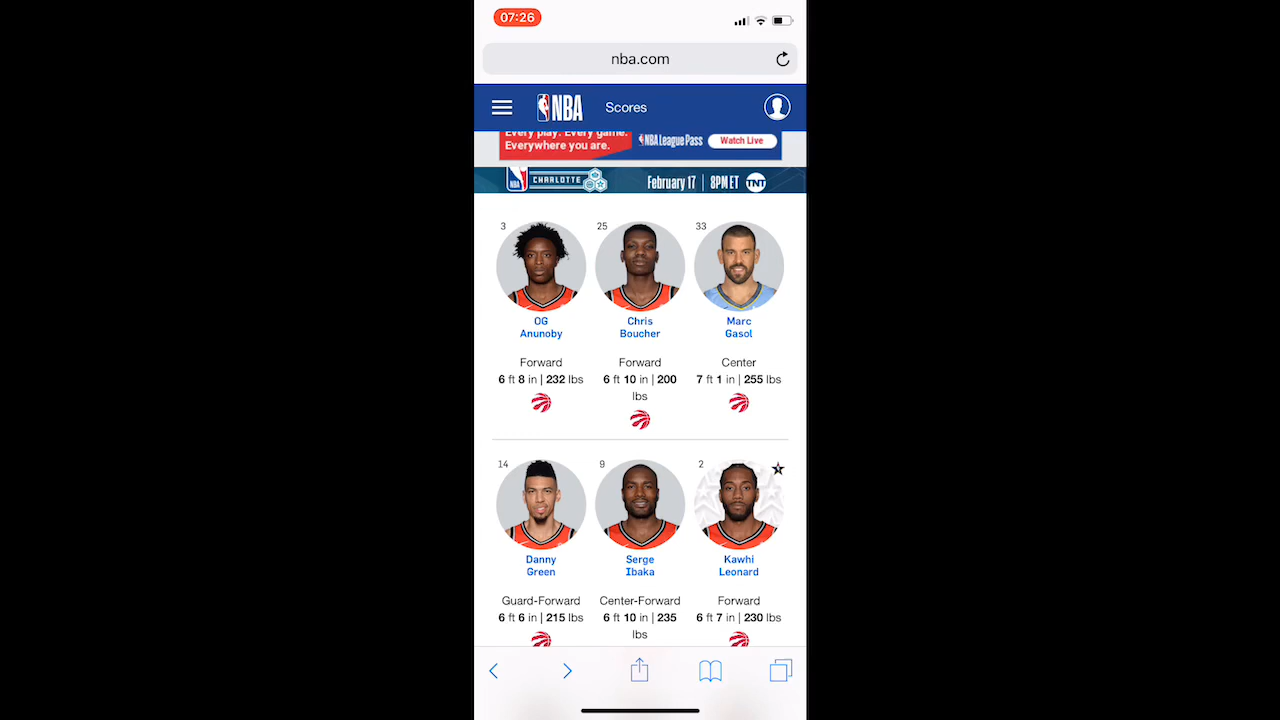 07:26
nba.com
NBA Scores
Every play. Every game.
Everywhere you are.
NBA League Pass
Watch Live
NBA
CHARLOTTE
February 17 | 8PM ET TNT
3
OG
Anunoby
Forward
6 ft 8 in | 232 lbs
25
Chris
Boucher
Forward
6 ft 10 in | 200
lbs
33
Marc
Gasol
Center
7 ft 1 in | 255 lbs
14
Danny
Green
Guard-Forward
6 ft 6 in | 215 lbs
9
Serge
Ibaka
Center-Forward
6 ft 10 in | 235
lbs
2
Kawhi
Leonard
Forward
6 ft 7 in | 230 lbs